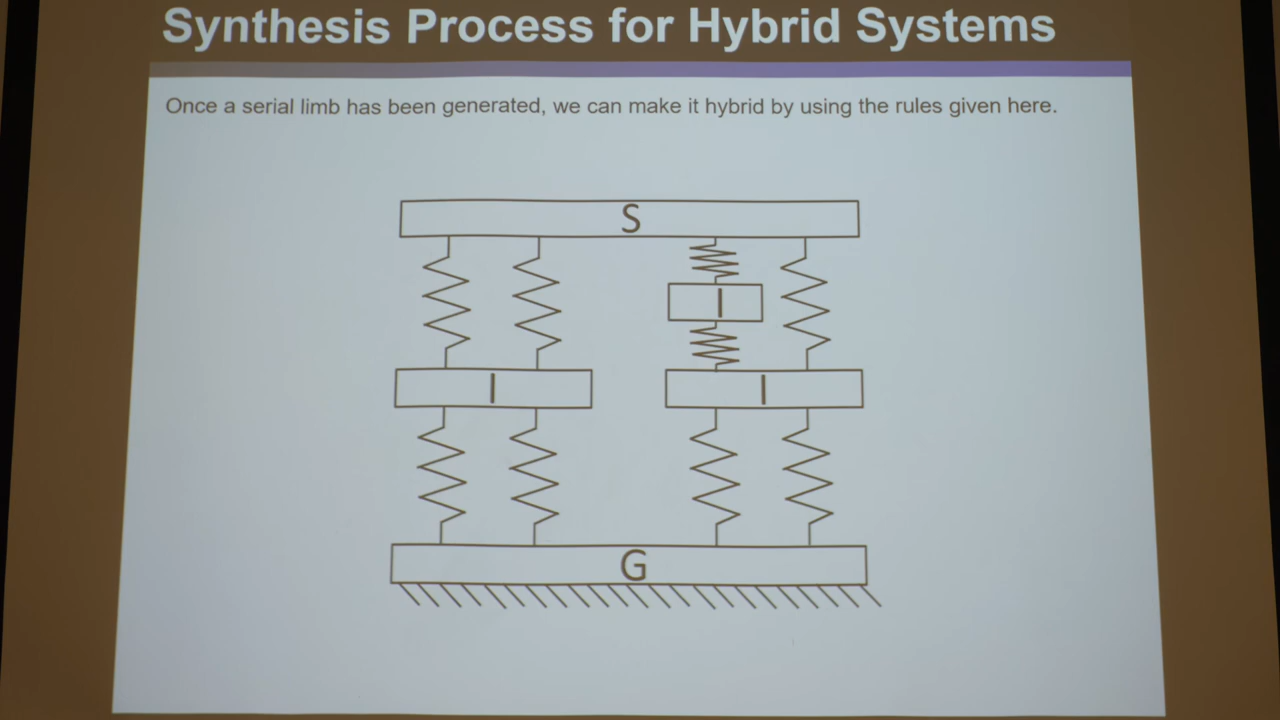 Synthesis Process for Hybrid Systems
Once a serial limb has been generated, we can make it hybrid by using the rules given here.
S
I
I
I
G